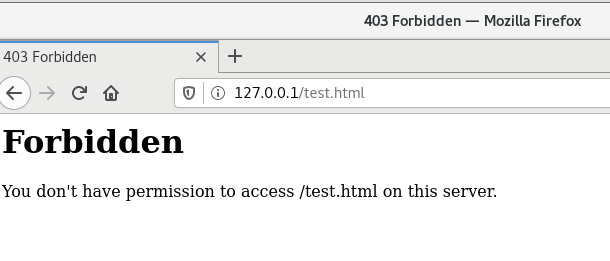 403 Forbidden — Mozilla Firefox
403 Forbidden
127.0.0.1/test.html
Forbidden
You don't have permission to access /test.html on this server.